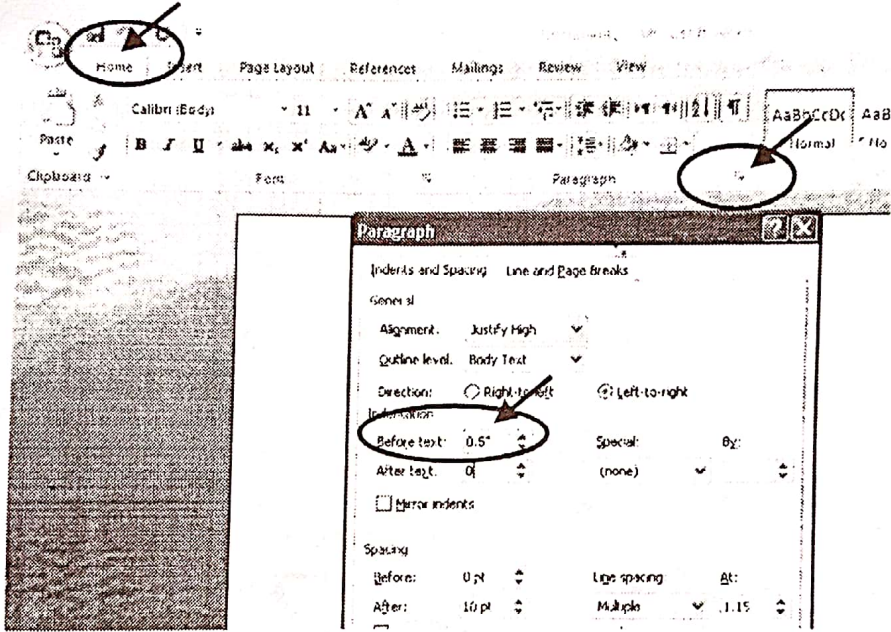 Home Insert Page Layout References Mailings Review View
Calibri (Body) 11 A A
Paste B I U abc x, x' Aa A
AaBbCcDc AaB
Normal No
Clipboard Font Paragraph
Paragraph
Indents and Spacing Line and Page Breaks
General
Alignment: Justify High
Outline level: Body Text
Direction: Right-to-left Left-to-right
Indentation
Before text: 0.5" Special: By:
After text: 0 (none)
Mirror indents
Spacing
Before: 0 pt Line spacing: At:
After: 10 pt Multiple 1.15